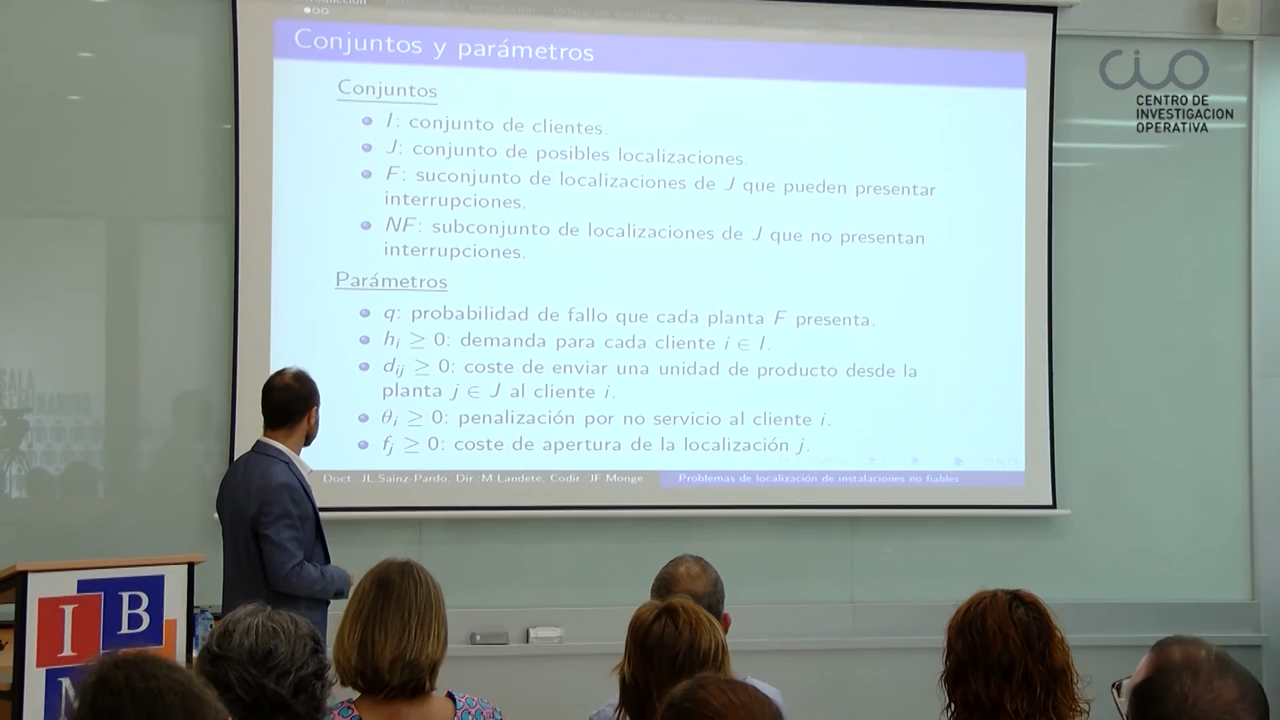 Conjuntos y parámetros
CENTRO DE
INVESTIGACION
OPERATIVA
Conjuntos
I: conjunto de clientes.
J: conjunto de posibles localizaciones.
F: suconjunto de localizaciones de J que pueden presentar
interrupciones.
NF: subconjunto de localizaciones de J que no presentan
interrupciones.
Parámetros
q: probabilidad de fallo que cada planta F presenta.
hᵢ ≥ 0: demanda para cada cliente i ∈ I.
dᵢⱼ ≥ 0: coste de enviar una unidad de producto desde la
planta j ∈ J al cliente i.
θᵢ ≥ 0: penalización por no servicio al cliente i.
fⱼ ≥ 0: coste de apertura de la localización j.
Doct. JL Sainz-Pardo, Dir. M Landete, Codir. JF Monge Problemas de localización de instalaciones no fiables
SALA
I B